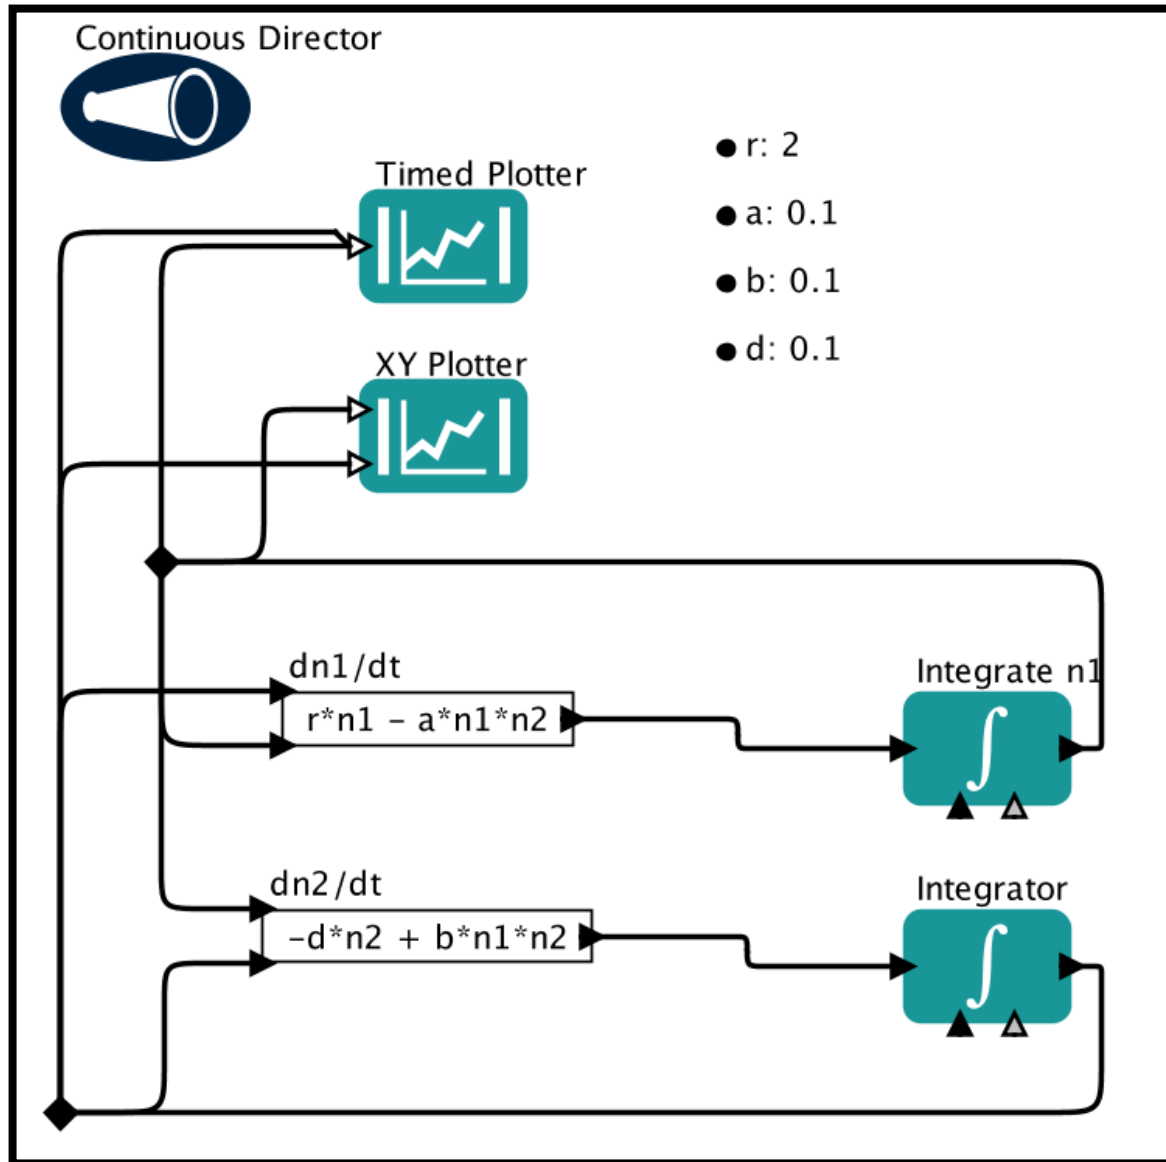 Continuous Director
Timed Plotter
r: 2
a: 0.1
b: 0.1
d: 0.1
XY Plotter
dn1/dt
r*n1 - a*n1*n2
Integrate n1
∫
dn2/dt
-d*n2 + b*n1*n2
Integrator
∫